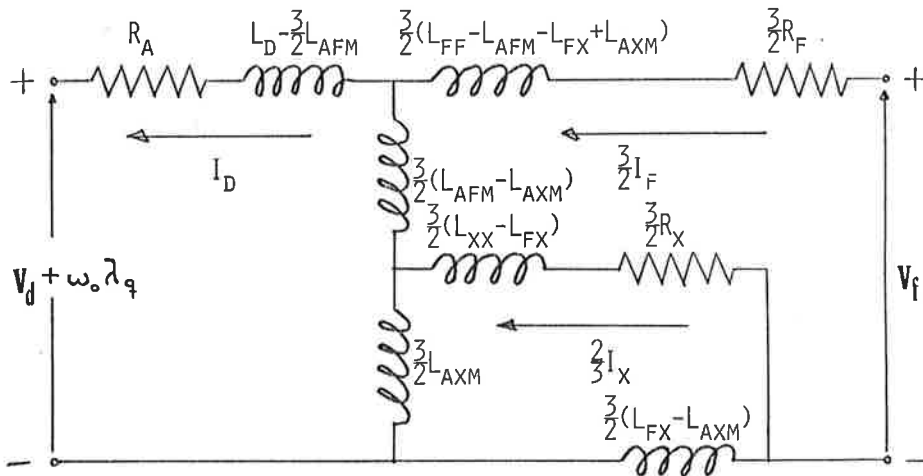 R_A
L_D-3/2L_AFM
3/2(L_FF-L_AFM-L_FX+L_AXM)
3/2R_F
+
+
I_D
3/2I_F
3/2(L_AFM-L_AXM)
3/2(L_XX-L_FX)
3/2R_X
V_d+ω₀λ_q
V_f
3/2L_AXM
2/3I_X
3/2(L_FX-L_AXM)
-
-